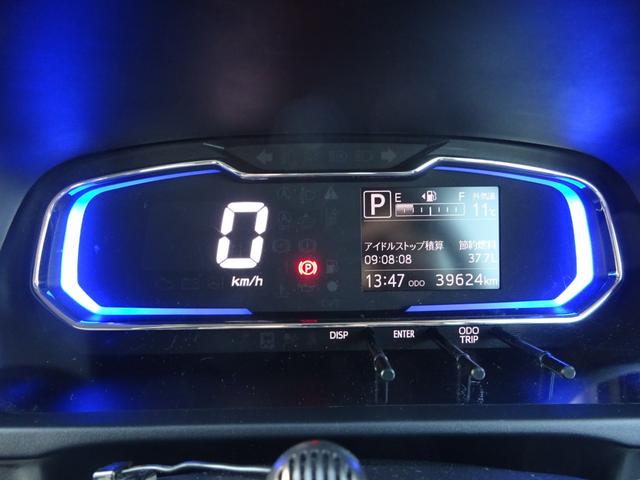 P E F 外気温
11℃
アイドルストップ積算 節約燃料
09:08:08 37.7L
13:47 ODO 39624km
0
km/h
P
DISP ENTER ODO
TRIP